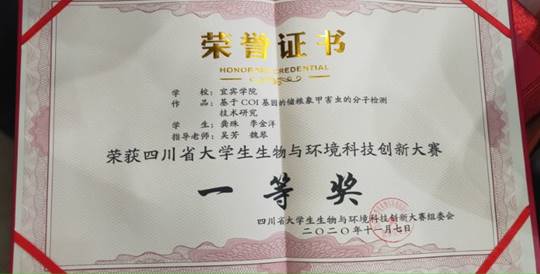 荣誉证书
HONORARY CREDENTIAL
学 校：宜宾学院
作 品：基于COI基因的储粮象甲害虫的分子检测
技术研究
学 生：龚珠 李金洋
指导老师：吴芳 魏琴
荣获四川省大学生生物与环境科技创新大赛
一等奖
四川省大学生生物与环境科技创新大赛组委会
二〇二〇年十一月七日